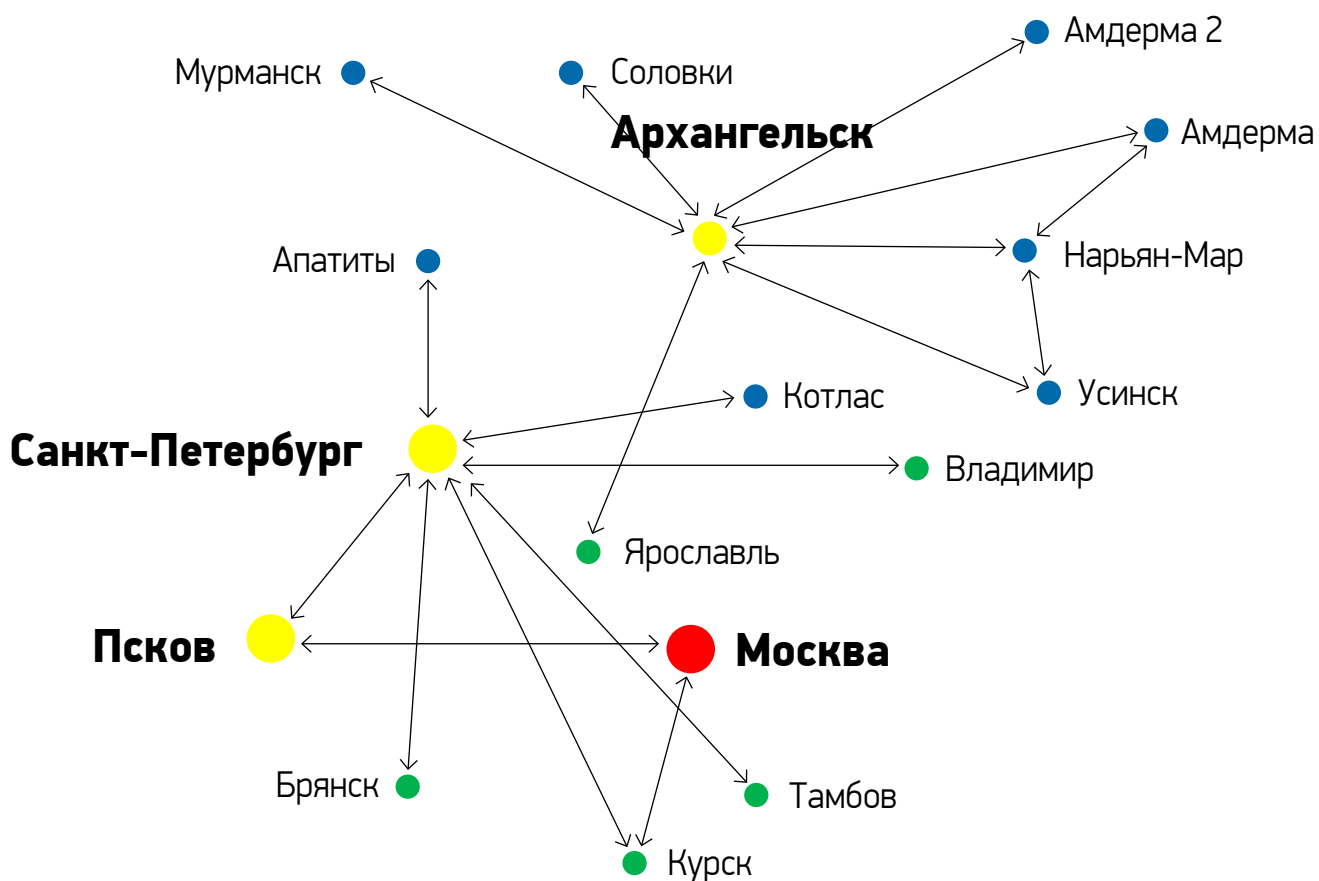 Амдерма 2
Мурманск
Соловки
Архангельск
Амдерма
Апатиты
Нарьян-Мар
Котлас
Усинск
Санкт-Петербург
Владимир
Ярославль
Псков
Москва
Брянск
Тамбов
Курск